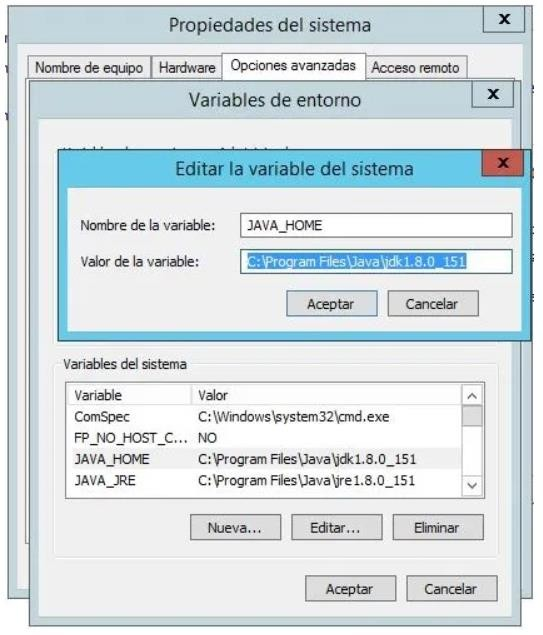 Propiedades del sistema
x
Nombre de equipo Hardware Opciones avanzadas Acceso remoto
Variables de entorno
x
Editar la variable del sistema
x
Nombre de la variable: JAVA_HOME
Valor de la variable: C:\Program Files\Java\jdk1.8.0_151
Aceptar Cancelar
Variables del sistema
Variable Valor
ComSpec C:\Windows\system32\cmd.exe
FP_NO_HOST_C... NO
JAVA_HOME C:\Program Files\Java\jdk1.8.0_151
JAVA_JRE C:\Program Files\Java\jre1.8.0_151
Nueva... Editar... Eliminar
Aceptar Cancelar